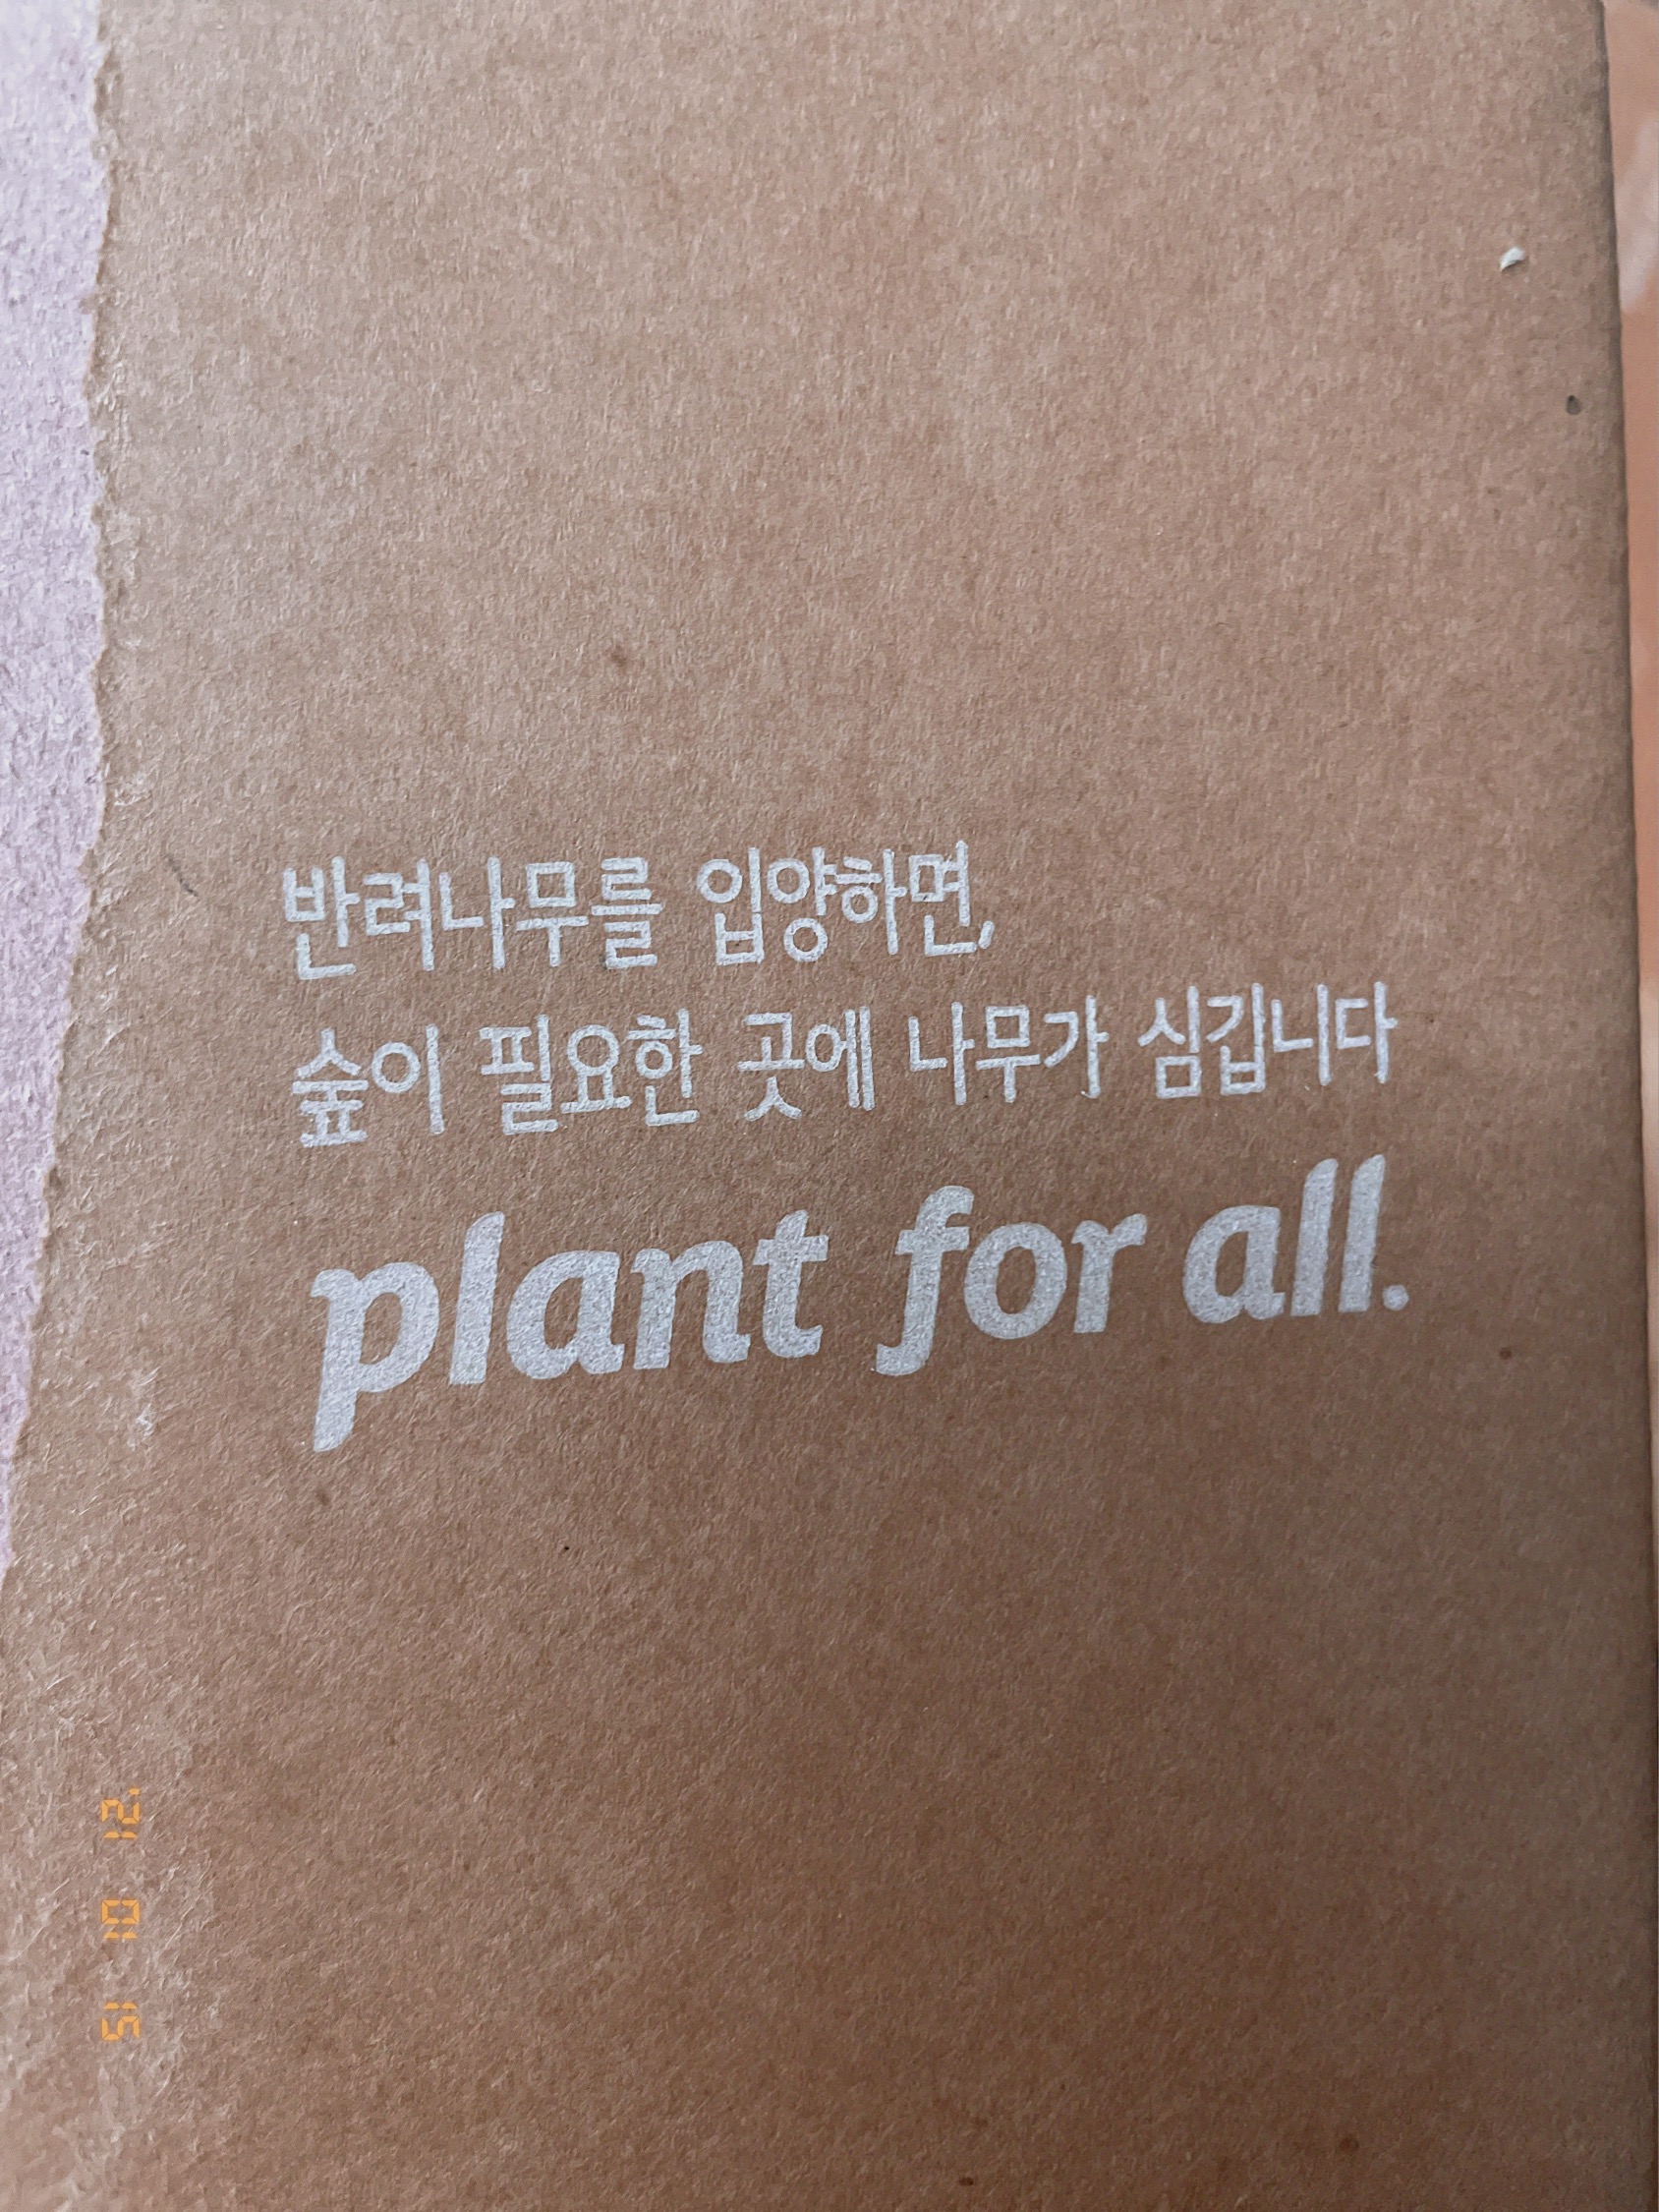 반려나무를 입양하면,
숲이 필요한 곳에 나무가 심깁니다
plant for all.
'21 10 15